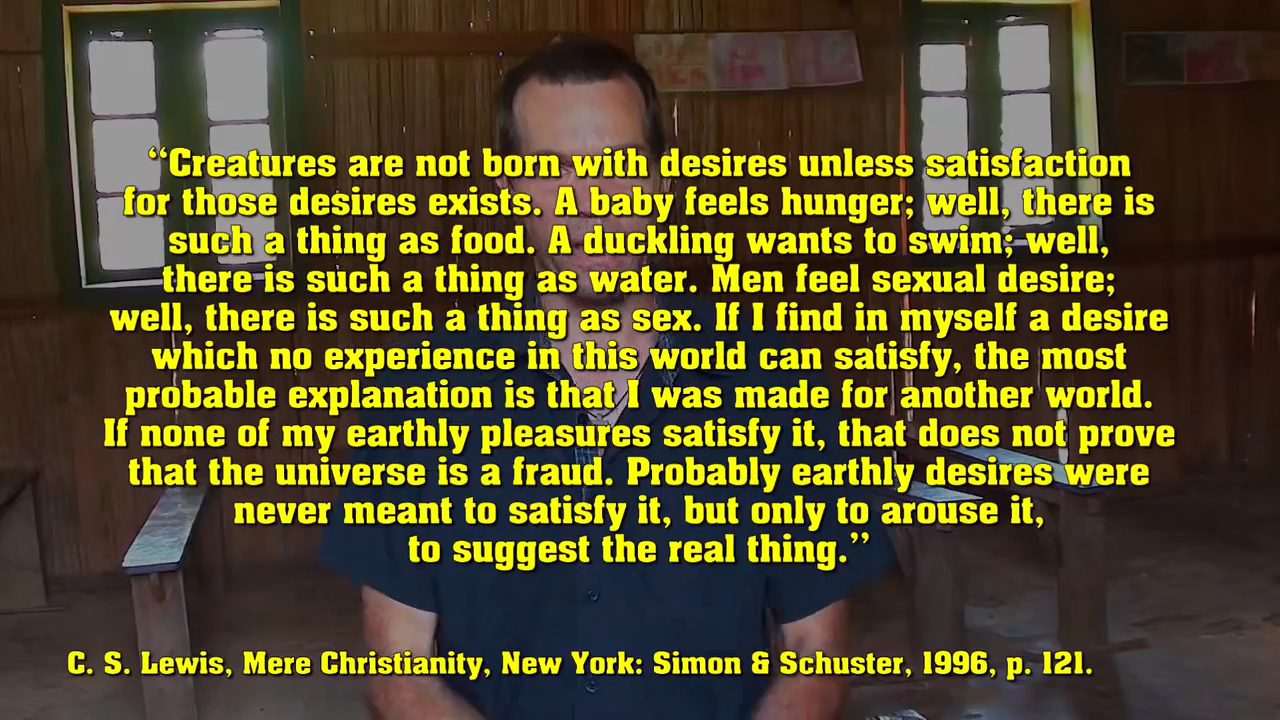 “Creatures are not born with desires unless satisfaction
for those desires exists. A baby feels hunger; well, there is
such a thing as food. A duckling wants to swim; well,
there is such a thing as water. Men feel sexual desire;
well, there is such a thing as sex. If I find in myself a desire
which no experience in this world can satisfy, the most
probable explanation is that I was made for another world.
If none of my earthly pleasures satisfy it, that does not prove
that the universe is a fraud. Probably earthly desires were
never meant to satisfy it, but only to arouse it,
to suggest the real thing.”
C. S. Lewis, Mere Christianity, New York: Simon & Schuster, 1996, p. 121.